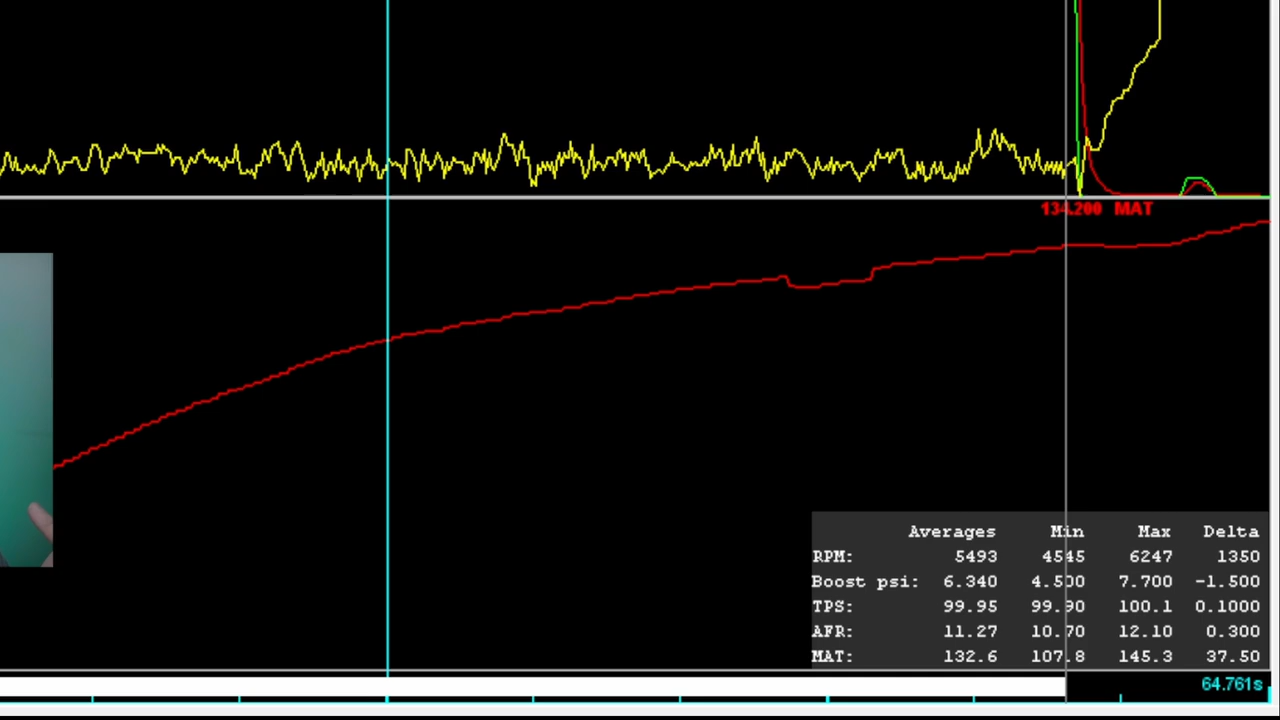 134.200 MAT
Averages Min Max Delta
RPM: 5493 4545 6247 1350
Boost psi: 6.340 4.500 7.700 -1.500
TPS: 99.95 99.90 100.1 0.1000
AFR: 11.27 10.70 12.10 0.300
MAT: 132.6 107.8 145.3 37.50
64.761s